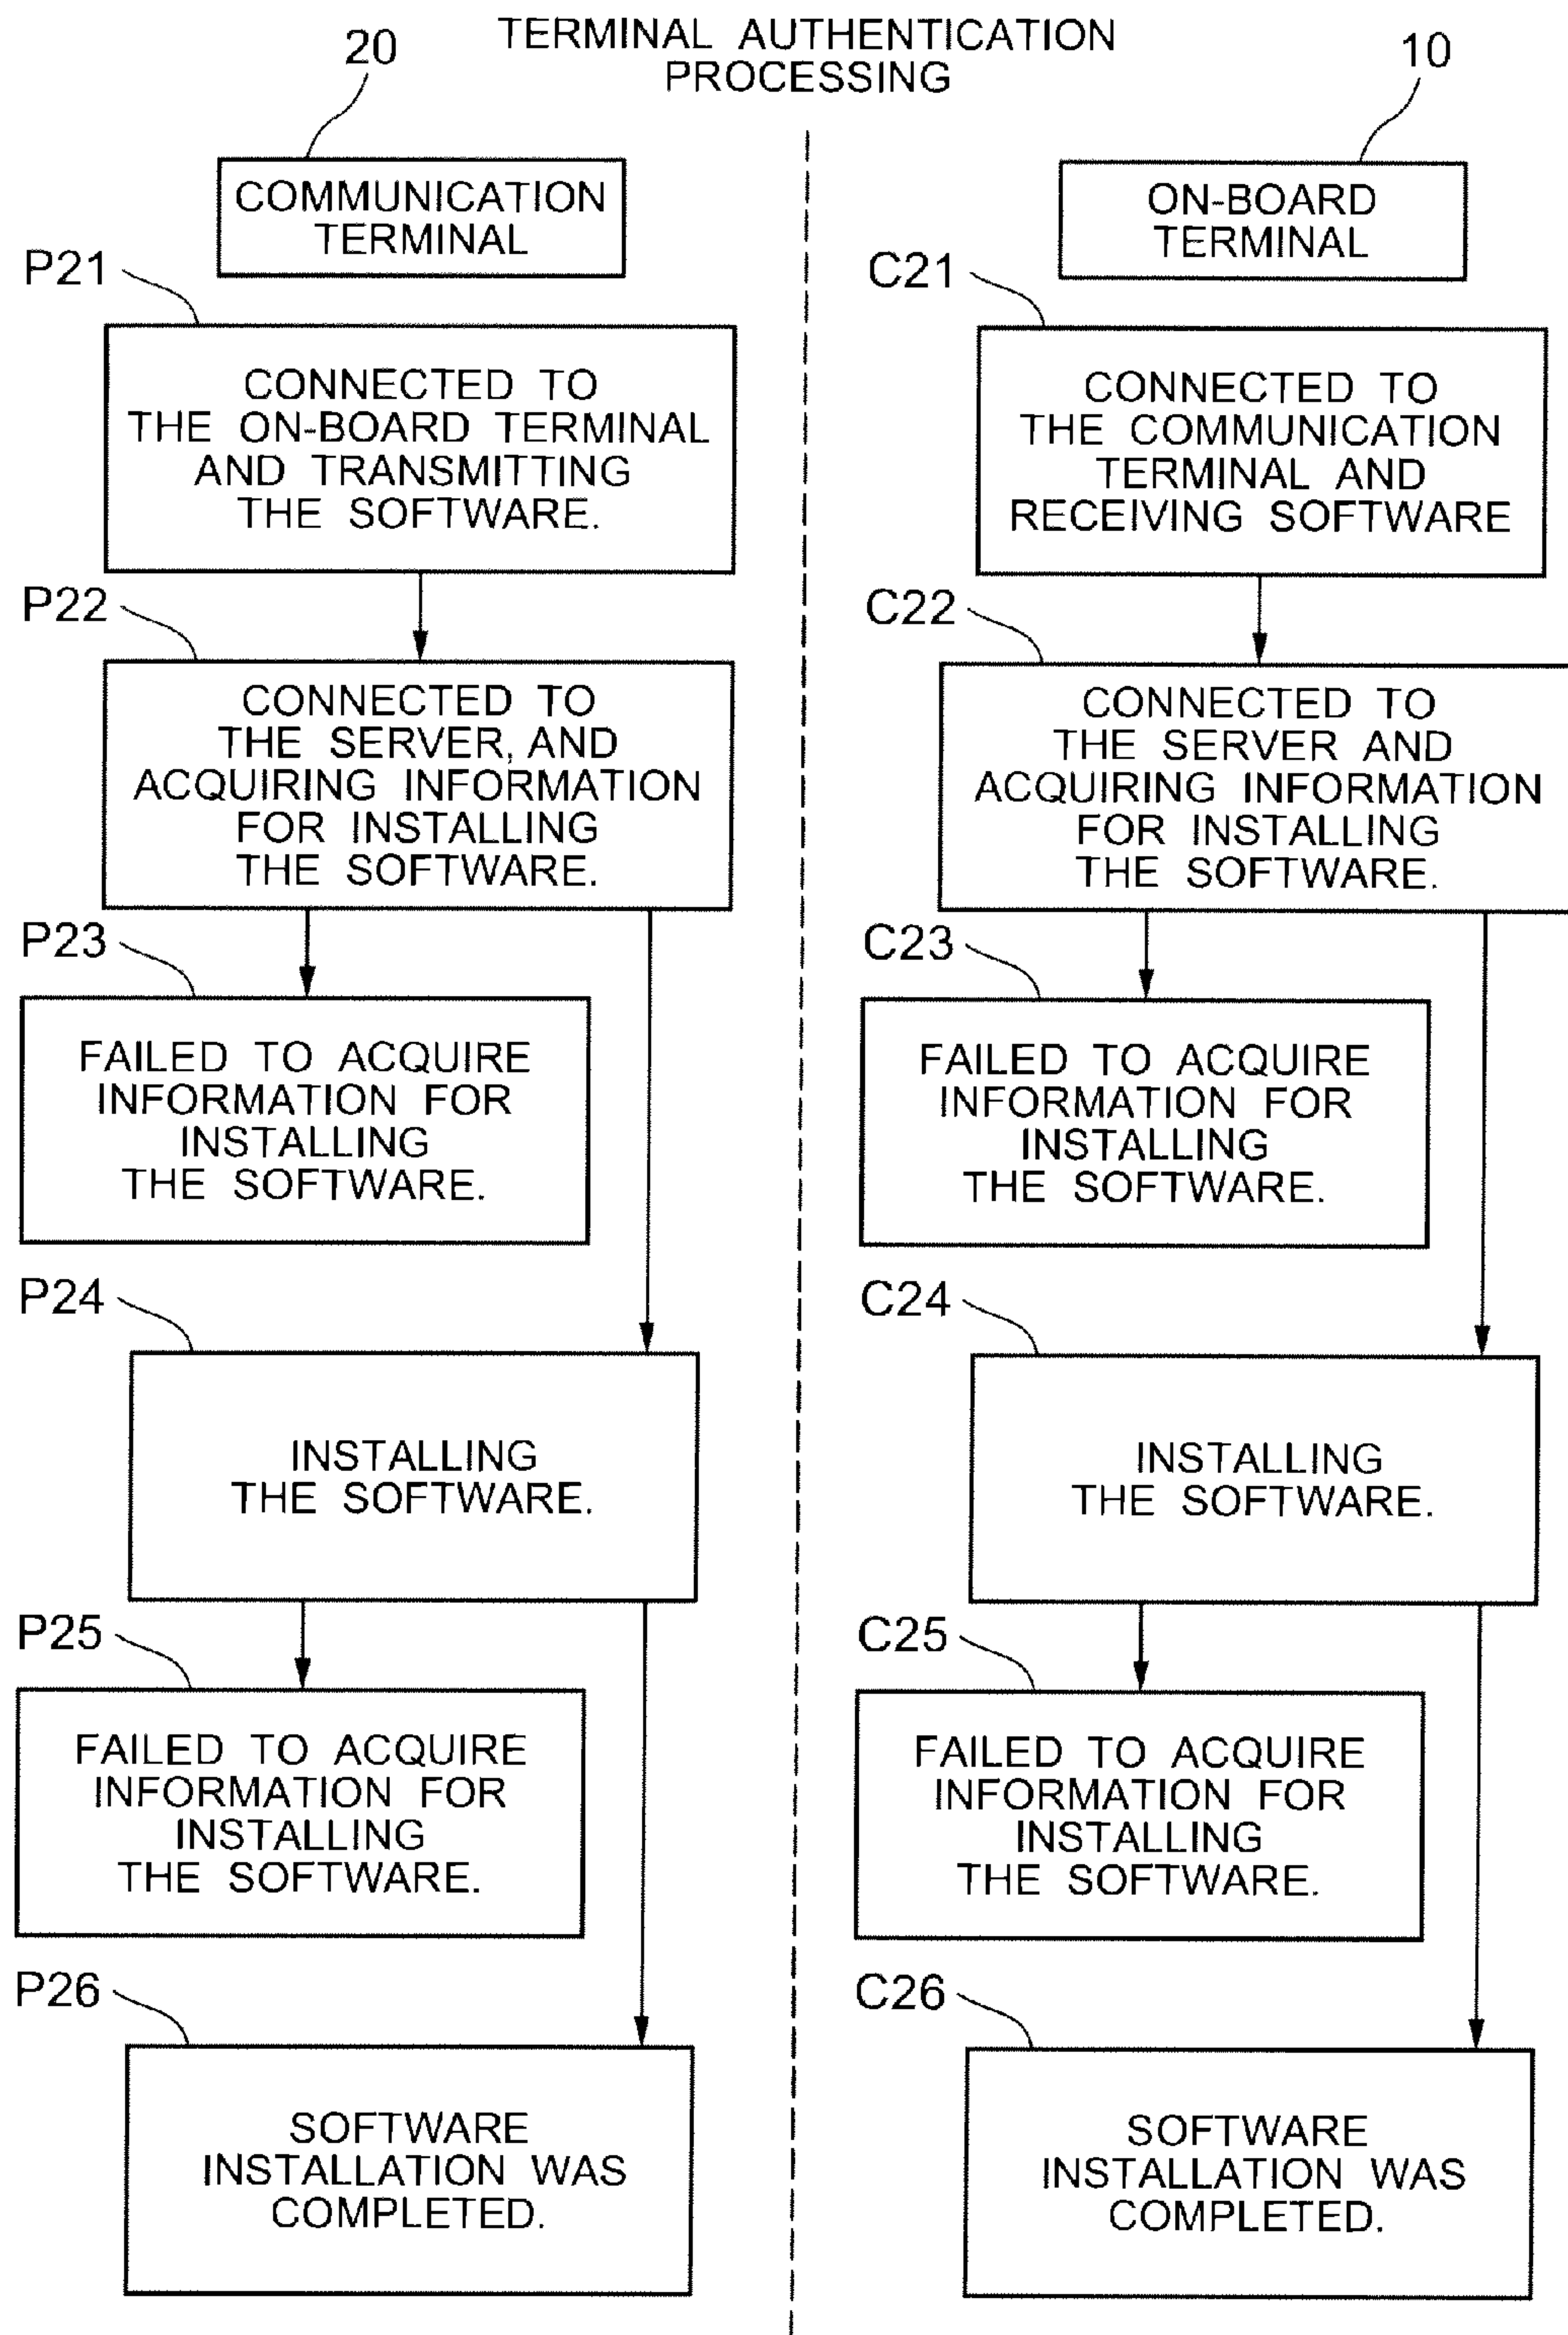 TERMINAL AUTHENTICATION
PROCESSING
20
COMMUNICATION
TERMINAL
P21
CONNECTED TO
THE ON-BOARD TERMINAL
AND TRANSMITTING
THE SOFTWARE.
P22
CONNECTED TO
THE SERVER, AND
ACQUIRING INFORMATION
FOR INSTALLING
THE SOFTWARE.
P23
FAILED TO ACQUIRE
INFORMATION FOR
INSTALLING
THE SOFTWARE.
P24
INSTALLING
THE SOFTWARE.
P25
FAILED TO ACQUIRE
INFORMATION FOR
INSTALLING
THE SOFTWARE.
P26
SOFTWARE
INSTALLATION WAS
COMPLETED.
10
ON-BOARD
TERMINAL
C21
CONNECTED TO
THE COMMUNICATION
TERMINAL AND
RECEIVING SOFTWARE
C22
CONNECTED TO
THE SERVER AND
ACQUIRING INFORMATION
FOR INSTALLING
THE SOFTWARE.
C23
FAILED TO ACQUIRE
INFORMATION FOR
INSTALLING
THE SOFTWARE.
C24
INSTALLING
THE SOFTWARE.
C25
FAILED TO ACQUIRE
INFORMATION FOR
INSTALLING
THE SOFTWARE.
C26
SOFTWARE
INSTALLATION WAS
COMPLETED.